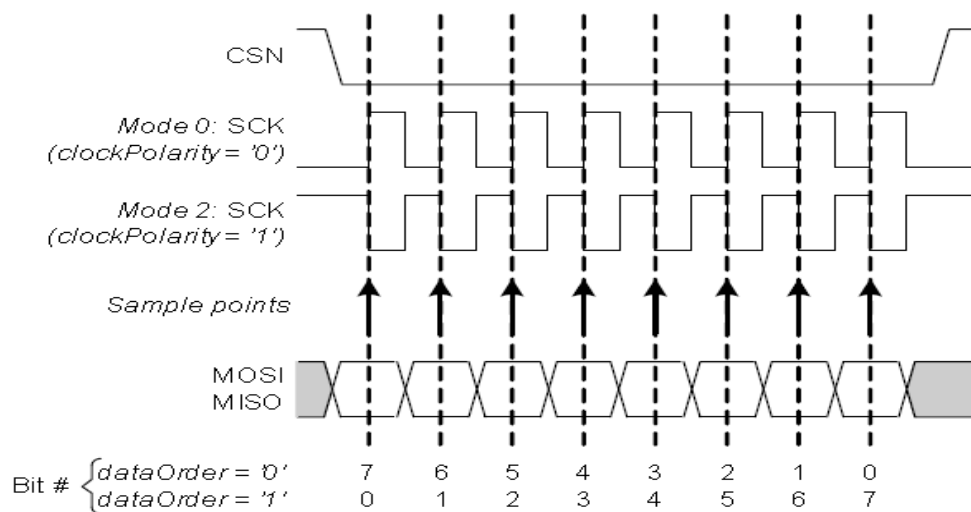 CSN
Mode 0: SCK
(clockPolarity = '0')
Mode 2: SCK
(clockPolarity = '1')
Sample points
MOSI
MISO
Bit # { dataOrder = '0' 7 6 5 4 3 2 1 0
dataOrder = '1' 0 1 2 3 4 5 6 7